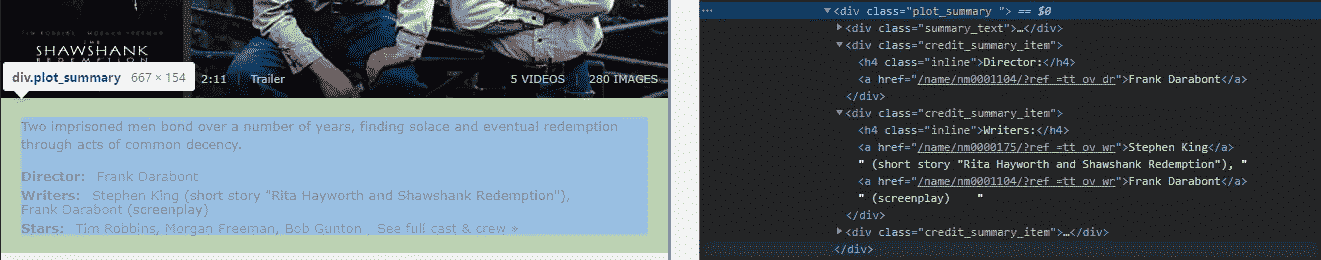 TIM ROBBINS MORGAN FREEMAN
THE
SHAWSHANK
REDEMPTION
div.plot_summary 667 × 154
2:11 | Trailer
5 VIDEOS | 280 IMAGES
Two imprisoned men bond over a number of years, finding solace and eventual redemption
through acts of common decency.
Director: Frank Darabont
Writers: Stephen King (short story "Rita Hayworth and Shawshank Redemption"),
Frank Darabont (screenplay)
Stars: Tim Robbins, Morgan Freeman, Bob Gunton | See full cast & crew »
… ▼<div class="plot_summary "> == $0
▶<div class="summary_text">…</div>
▼<div class="credit_summary_item">
<h4 class="inline">Director:</h4>
<a href="/name/nm0001104/?ref_=tt_ov_dr">Frank Darabont</a>
</div>
▼<div class="credit_summary_item">
<h4 class="inline">Writers:</h4>
<a href="/name/nm0000175/?ref_=tt_ov_wr">Stephen King</a>
" (short story "Rita Hayworth and Shawshank Redemption"), "
<a href="/name/nm0001104/?ref_=tt_ov_wr">Frank Darabont</a>
" (screenplay) "
</div>
▶<div class="credit_summary_item">…</div>
</div>